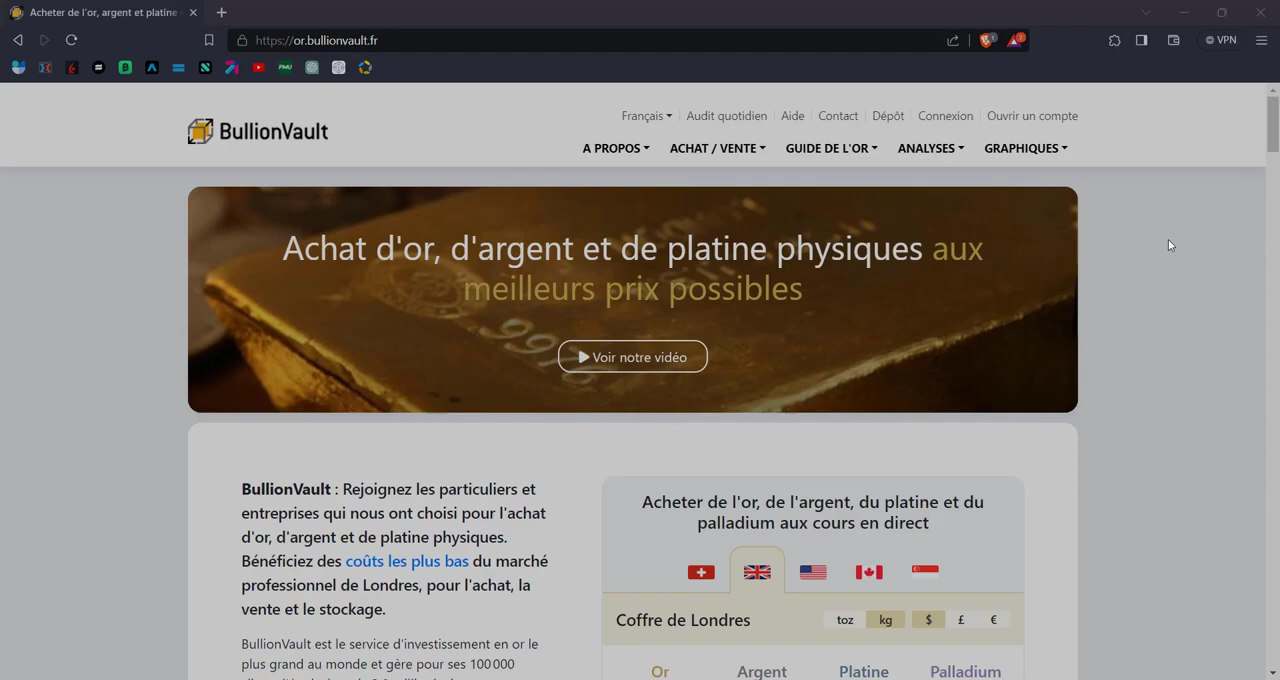 Acheter de l'or, argent et platine
https://or.bullionvault.fr
VPN
BullionVault
Français
Audit quotidien
Aide
Contact
Dépôt
Connexion
Ouvrir un compte
A PROPOS
ACHAT / VENTE
GUIDE DE L'OR
ANALYSES
GRAPHIQUES
Achat d'or, d'argent et de platine physiques aux
meilleurs prix possibles
Voir notre vidéo
BullionVault : Rejoignez les particuliers et
entreprises qui nous ont choisi pour l'achat
d'or, d'argent et de platine physiques.
Bénéficiez des coûts les plus bas du marché
professionnel de Londres, pour l'achat, la
vente et le stockage.
BullionVault est le service d'investissement en or le
plus grand au monde et gère pour ses 100 000
Acheter de l'or, de l'argent, du platine et du
palladium aux cours en direct
Coffre de Londres
toz kg $ £ €
Or Argent Platine Palladium